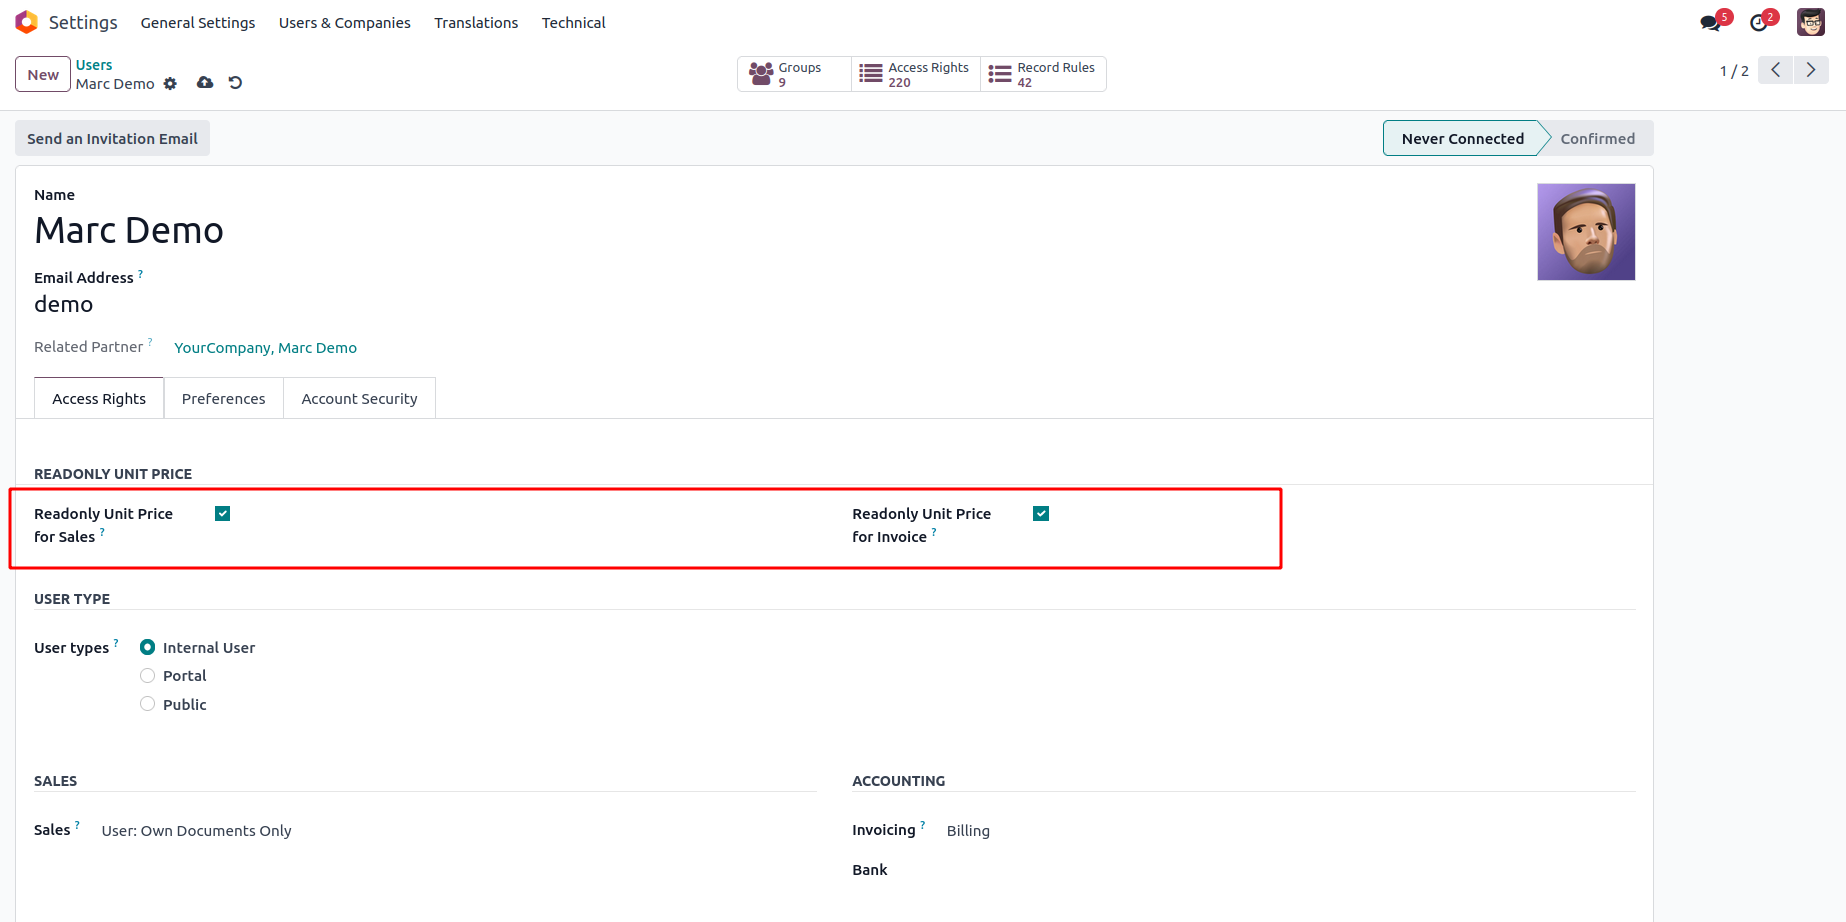 Settings General Settings Users & Companies Translations Technical 5 2
New Users Groups Access Rights Record Rules
Marc Demo 9 220 42 1 / 2
Send an Invitation Email Never Connected Confirmed
Name
Marc Demo
Email Address ?
demo
Related Partner ? YourCompany, Marc Demo
Access Rights Preferences Account Security
READONLY UNIT PRICE
Readonly Unit Price Readonly Unit Price
for Sales ? for Invoice ?
USER TYPE
User types ? Internal User
Portal
Public
SALES ACCOUNTING
Sales ? User: Own Documents Only Invoicing ? Billing
Bank